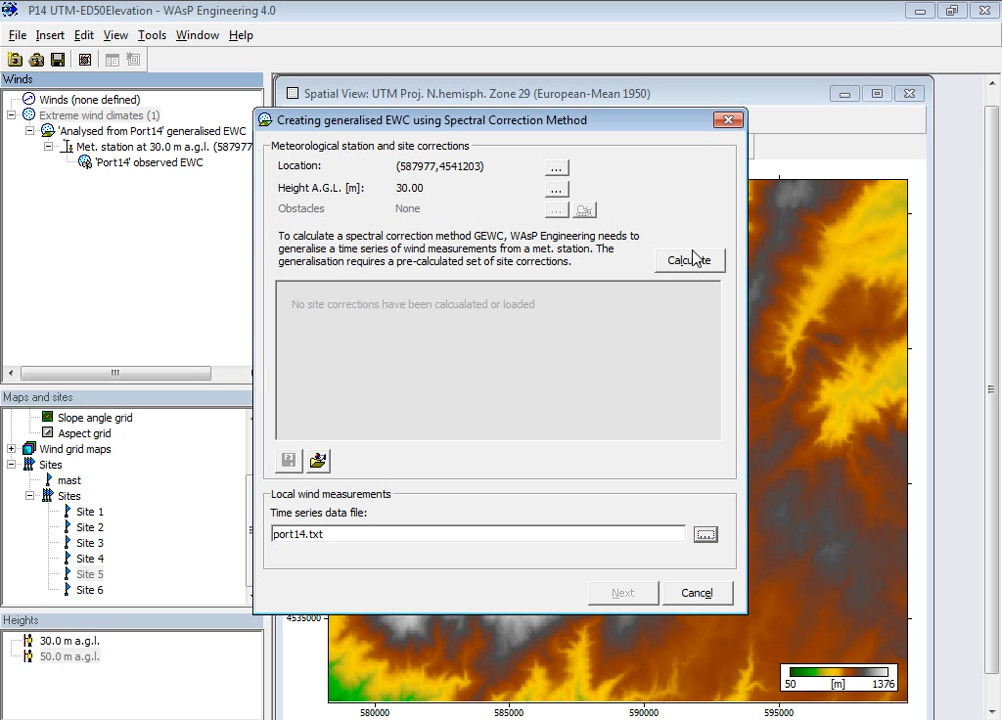 P14 UTM-ED50Elevation - WAsP Engineering 4.0
File Insert Edit View Tools Window Help
Winds
Winds (none defined)
Extreme wind climates (1)
'Analysed from Port14' generalised EWC
Met. station at 30.0 m a.g.l. (587977
'Port14' observed EWC
Spatial View: UTM Proj. N.hemisph. Zone 29 (European-Mean 1950)
Creating generalised EWC using Spectral Correction Method
Meteorological station and site corrections
Location: (587977,4541203) ...
Height A.G.L. [m]: 30.00 ...
Obstacles None ...
To calculate a spectral correction method GEWC, WAsP Engineering needs to
generalise a time series of wind measurements from a met. station. The
generalisation requires a pre-calculated set of site corrections.
Calculate
No site corrections have been calcualated or loaded
Local wind measurements
Time series data file:
port14.txt ...
Next Cancel
Maps and sites
Slope angle grid
Aspect grid
Wind grid maps
Sites
mast
Sites
Site 1
Site 2
Site 3
Site 4
Site 5
Site 6
Heights
30.0 m a.g.l.
50.0 m a.g.l.
4535000
580000 585000 590000 595000
50 [m] 1376